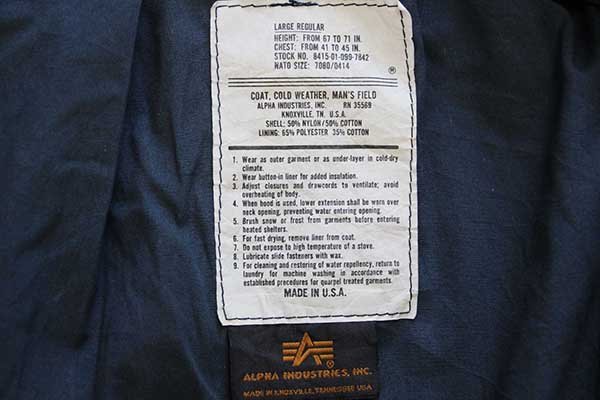 LARGE REGULAR
HEIGHT: FROM 67 TO 71 IN.
CHEST: FROM 41 TO 45 IN.
STOCK NO. 8415-01-099-7842
NATO SIZE: 7080/0414
®
COAT, COLD WEATHER, MAN'S FIELD
ALPHA INDUSTRIES, INC. RN 35569
KNOXVILLE, TN. U.S.A.
SHELL: 50% NYLON/50% COTTON
LINING: 65% POLYESTER 35% COTTON
1. Wear as outer garment or as under-layer in cold-dry
climate.
2. Wear button-in liner for added insulation.
3. Adjust closures and drawcords to ventilate; avoid
overheating of body.
4. When hood is used, lower extension shall be worn over
neck opening, preventing water entering opening.
5. Brush snow or frost from garments before entering
heated shelters.
6. For fast drying, remove liner from coat.
7. Do not expose to high temperature of a stove.
8. Lubricate slide fasteners with wax.
9. For cleaning and restoring of water repellency, return to
laundry for machine washing in accordance with
established procedures for quarpel treated garments.
MADE IN U.S.A.
ALPHA INDUSTRIES, INC.
MADE IN KNOXVILLE, TENNESSEE USA